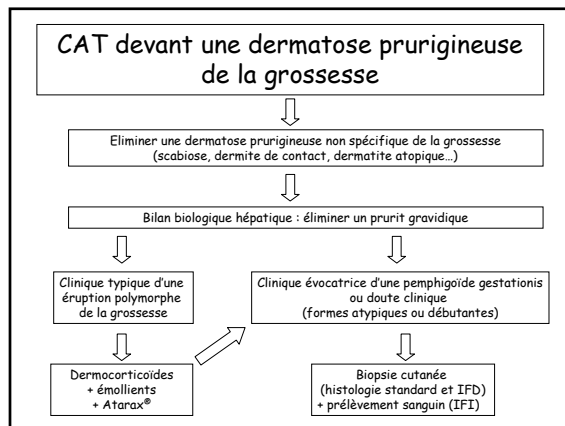 CAT devant une dermatose prurigineuse
de la grossesse
Eliminer une dermatose prurigineuse non spécifique de la grossesse
(scabiose, dermite de contact, dermatite atopique…)
Bilan biologique hépatique : éliminer un prurit gravidique
Clinique typique d'une
éruption polymorphe
de la grossesse
Clinique évocatrice d'une pemphigoïde gestationis
ou doute clinique
(formes atypiques ou débutantes)
Dermocorticoïdes
+ émollients
+ Atarax®
Biopsie cutanée
(histologie standard et IFD)
+ prélèvement sanguin (IFI)